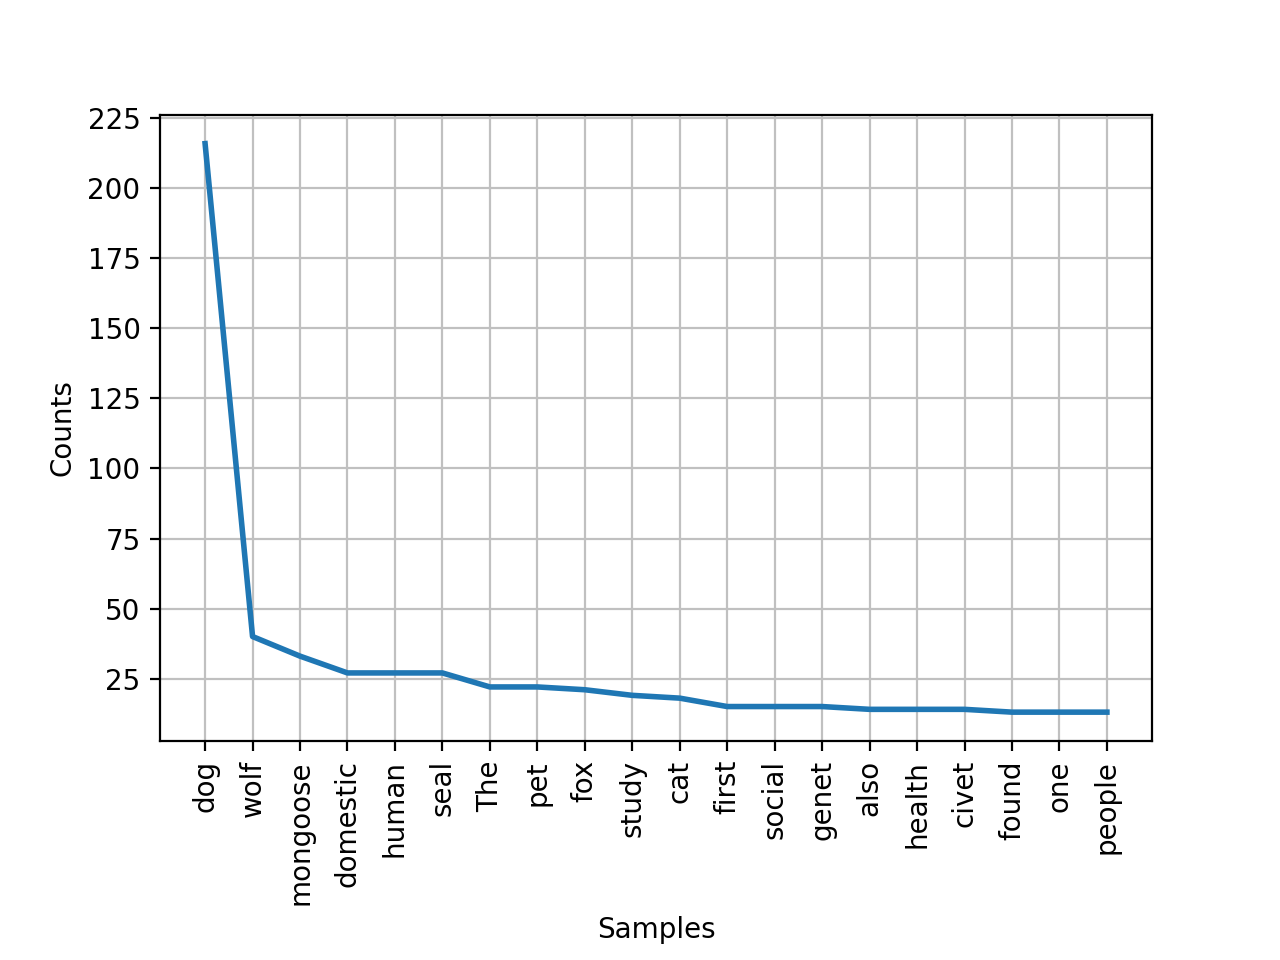 225
200
175
150
125
100
75
50
25
Counts
dog
wolf
mongoose
domestic
human
seal
The
pet
fox
study
cat
first
social
genet
also
health
civet
found
one
people
Samples